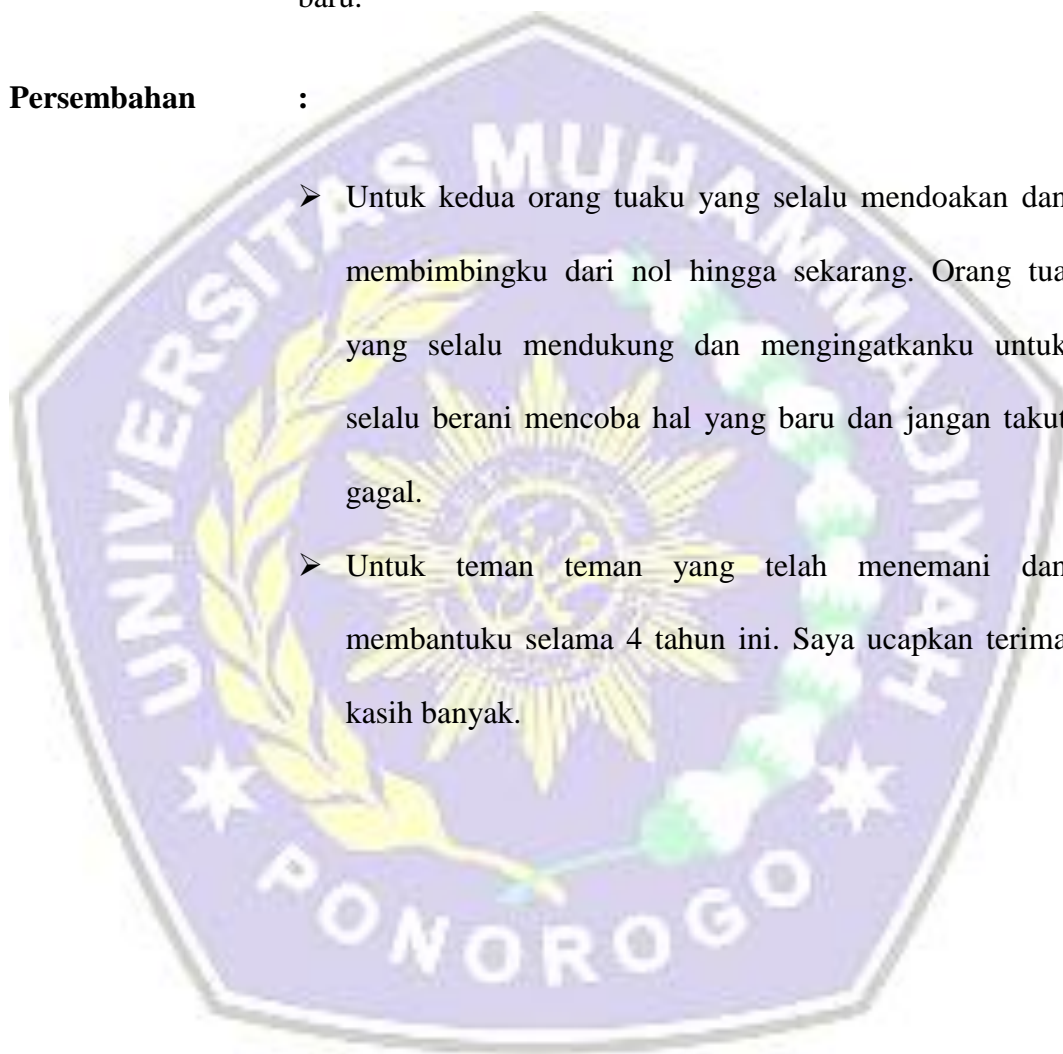 baru.
Persembahan :
➢ Untuk kedua orang tuaku yang selalu mendoakan dan
membimbingku dari nol hingga sekarang. Orang tua
yang selalu mendukung dan mengingatkanku untuk
selalu berani mencoba hal yang baru dan jangan takut
gagal.
➢ Untuk teman teman yang telah menemani dan
membantuku selama 4 tahun ini. Saya ucapkan terima
kasih banyak.
UNIVERSITAS MUHAMMADIYAH
PONOROGO